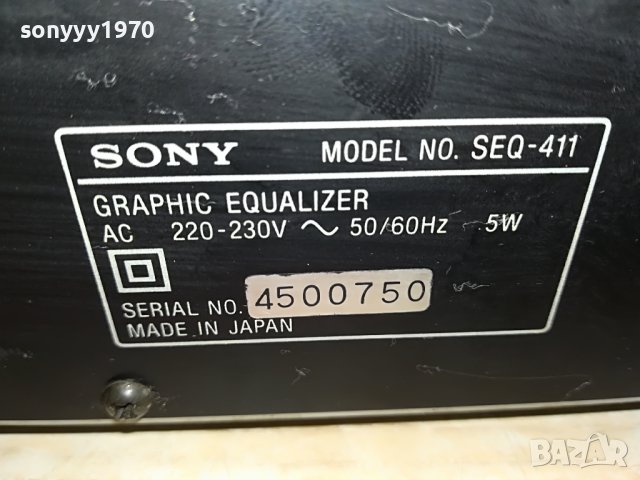 sonyyy1970
SONY MODEL NO. SEQ-411
GRAPHIC EQUALIZER
AC 220-230V ~ 50/60Hz 5W
SERIAL NO. 4500750
MADE IN JAPAN
BAZAR